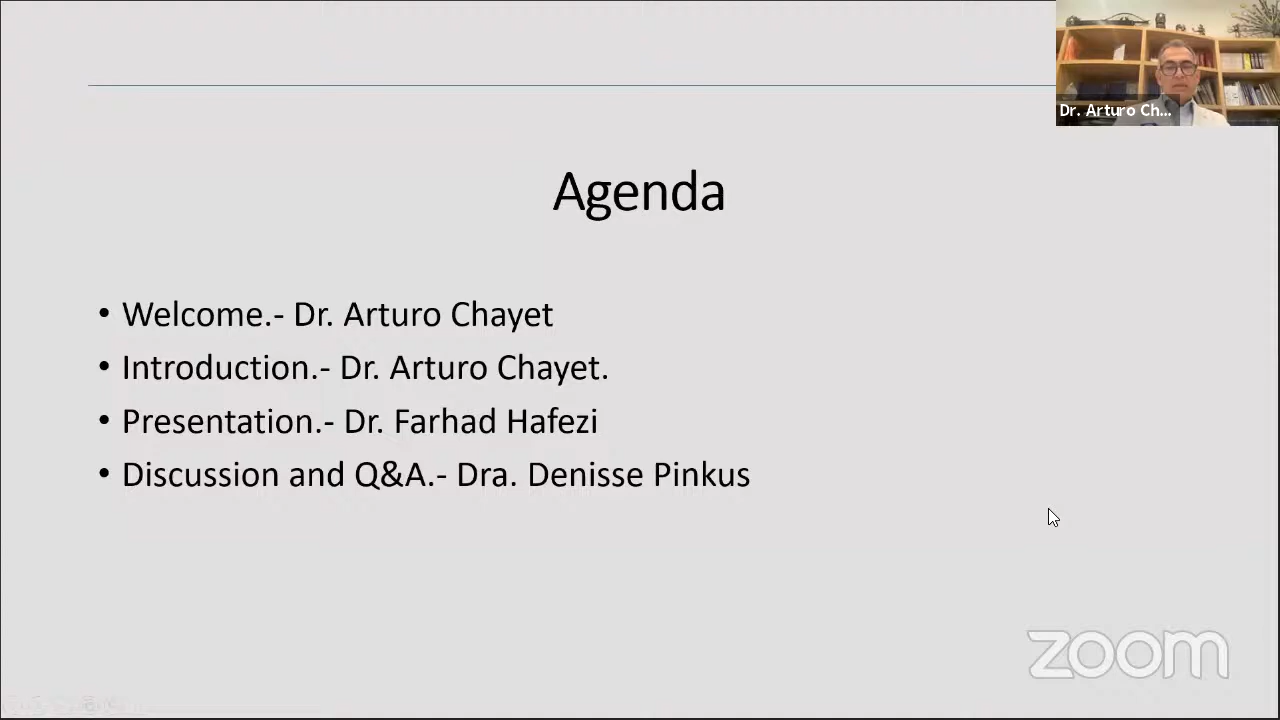 Dr. Arturo Ch...
Agenda
• Welcome.- Dr. Arturo Chayet
• Introduction.- Dr. Arturo Chayet.
• Presentation.- Dr. Farhad Hafezi
• Discussion and Q&A.- Dra. Denisse Pinkus
zoom